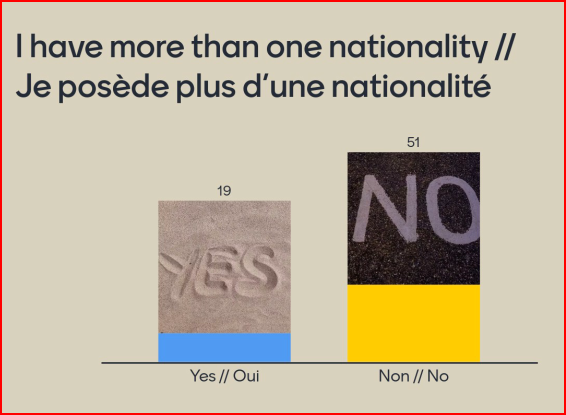 I have more than one nationality //
Je posède plus d’une nationalité
19
51
YES
NO
Yes // Oui
Non // No